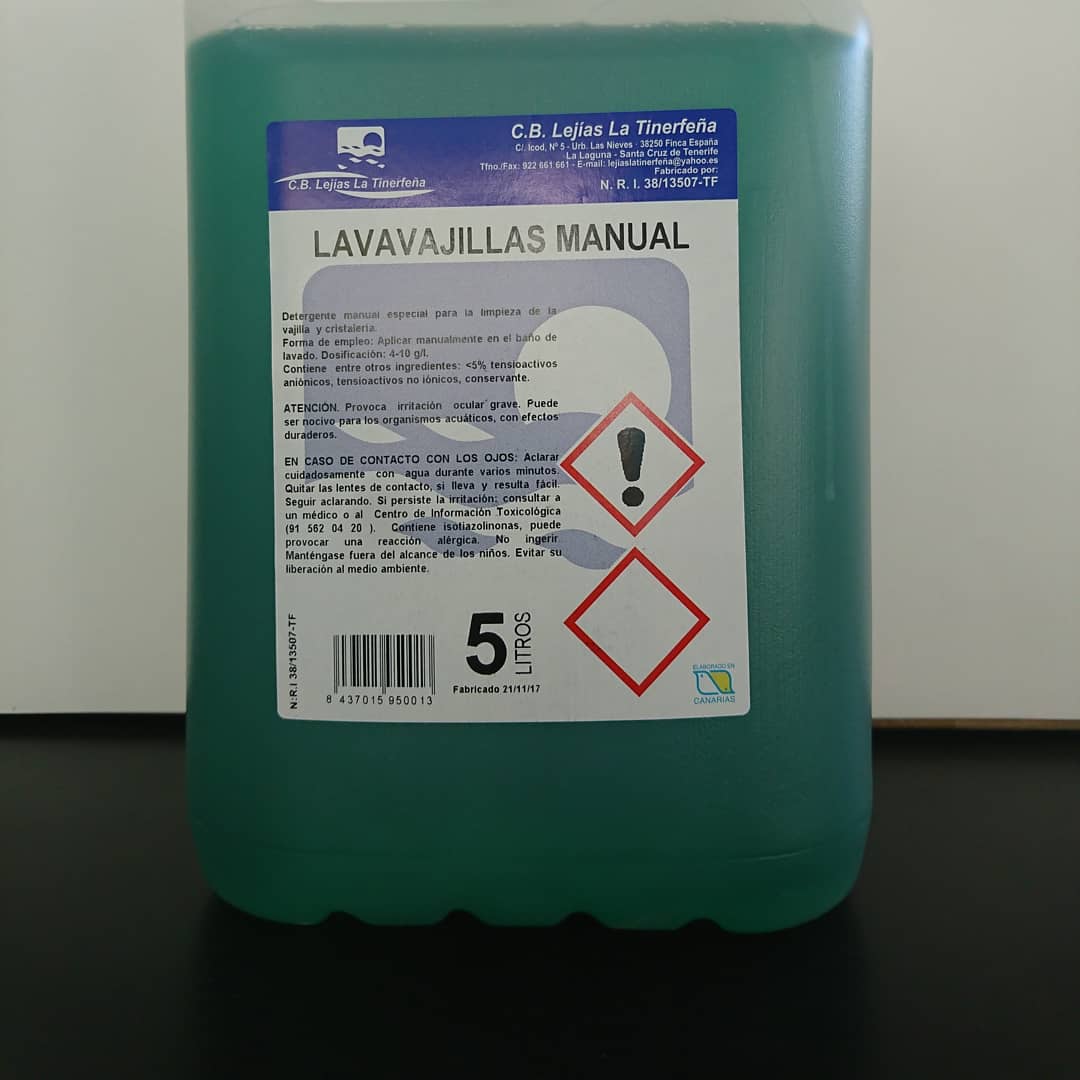 C.B. Lejías La Tinerfeña
C.B. Lejías La Tinerfeña
C/. Icod, Nº 5 - Urb. Las Nieves · 38250 Finca España
La Laguna - Santa Cruz de Tenerife
Tfno./Fax: 922 661 661 - E-mail: lejiaslatinerfeña@yahoo.es
Fabricado por:
N. R. I. 38/13507-TF
LAVAVAJILLAS MANUAL
Detergente manual especial para la limpieza de la
vajilla y cristaleria.
Forma de empleo: Aplicar manualmente en el baño de
lavado. Dosificación: 4-10 g/l.
Contiene entre otros ingredientes: <5% tensioactivos
aniónicos, tensioactivos no iónicos, conservante.
ATENCIÓN. Provoca irritación ocular grave. Puede
ser nocivo para los organismos acuáticos, con efectos
duraderos.
EN CASO DE CONTACTO CON LOS OJOS: Aclarar
cuidadosamente con agua durante varios minutos.
Quitar las lentes de contacto, si lleva y resulta fácil.
Seguir aclarando. Si persiste la irritación: consultar a
un médico o al Centro de Información Toxicológica
(91 562 04 20 ). Contiene isotiazolinonas, puede
provocar una reacción alérgica. No ingerir.
Manténgase fuera del alcance de los niños. Evitar su
liberación al medio ambiente.
N:R.I 38/13507-TF
8 437015 950013
5 LITROS
Fabricado 21/11/17
ELABORADO EN
CANARIAS